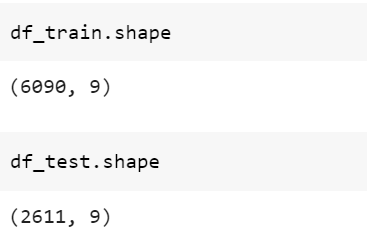 df_train.shape
(6090, 9)
df_test.shape
(2611, 9)